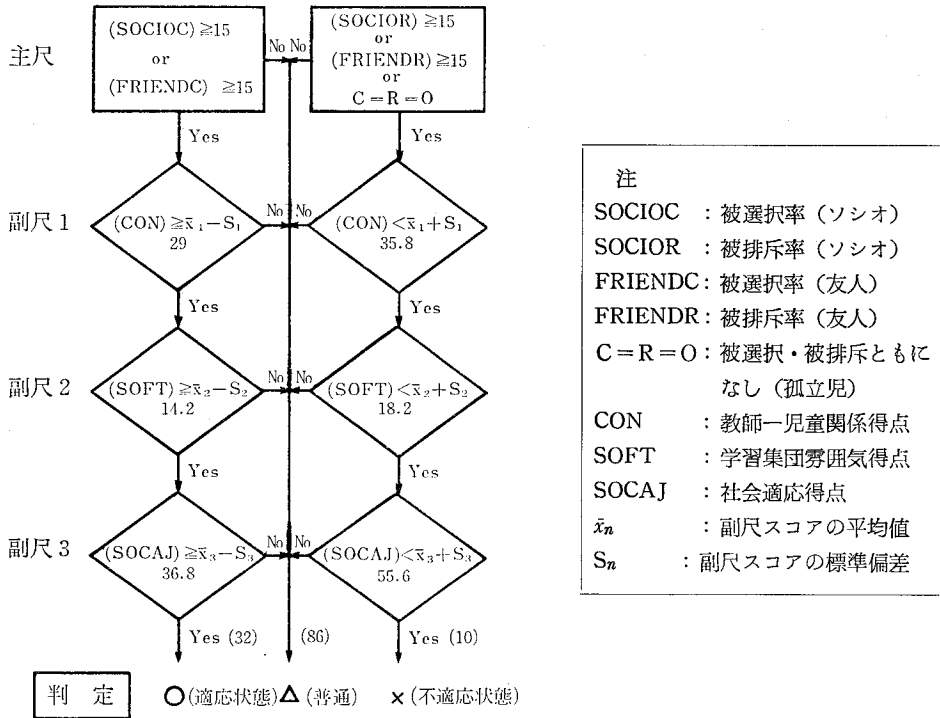 主尺
(SOCIOC)≧15
or
(FRIENDC) ≧15
No No
(SOCIOR)≧15
or
(FRIENDR)≧15
or
C＝R＝O
Yes
Yes
副尺1
(CON)≧x̄₁−S₁
29
No No
(CON)<x̄₁+S₁
35.8
Yes
Yes
副尺2
(SOFT)≧x̄₂−S₂
14.2
No No
(SOFT)<x̄₂+S₂
18.2
Yes
Yes
副尺3
(SOCAJ)≧x̄₃−S₃
36.8
No No
(SOCAJ)<x̄₃+S₃
55.6
Yes (32) (86) Yes (10)
判 定 ○(適応状態) △ (普通) × (不適応状態)
注
SOCIOC : 被選択率 (ソシオ)
SOCIOR : 被排斥率 (ソシオ)
FRIENDC : 被選択率 (友人)
FRIENDR : 被排斥率 (友人)
C＝R＝O : 被選択・被排斥ともに
なし (孤立児)
CON : 教師一児童関係得点
SOFT : 学習集団雰囲気得点
SOCAJ : 社会適応得点
x̄n : 副尺スコアの平均値
Sn : 副尺スコアの標準偏差